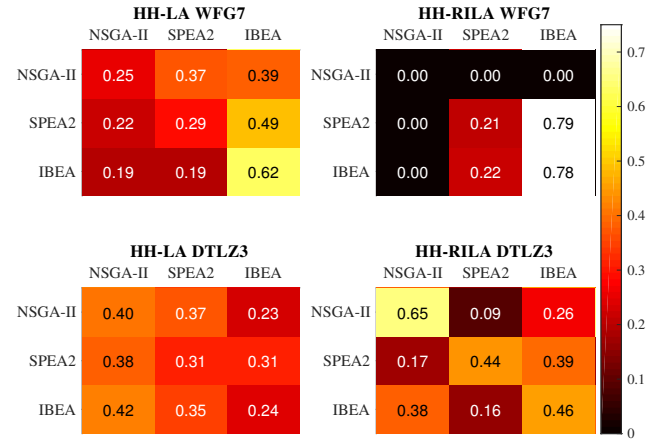 HH-LA WFG7
NSGA-II SPEA2 IBEA
NSGA-II 0.25 0.37 0.39
SPEA2 0.22 0.29 0.49
IBEA 0.19 0.19 0.62
HH-RILA WFG7
NSGA-II SPEA2 IBEA
NSGA-II 0.00 0.00 0.00
SPEA2 0.00 0.21 0.79
IBEA 0.00 0.22 0.78
HH-LA DTLZ3
NSGA-II SPEA2 IBEA
NSGA-II 0.40 0.37 0.23
SPEA2 0.38 0.31 0.31
IBEA 0.42 0.35 0.24
HH-RILA DTLZ3
NSGA-II SPEA2 IBEA
NSGA-II 0.65 0.09 0.26
SPEA2 0.17 0.44 0.39
IBEA 0.38 0.16 0.46
0.7
0.6
0.5
0.4
0.3
0.2
0.1
0